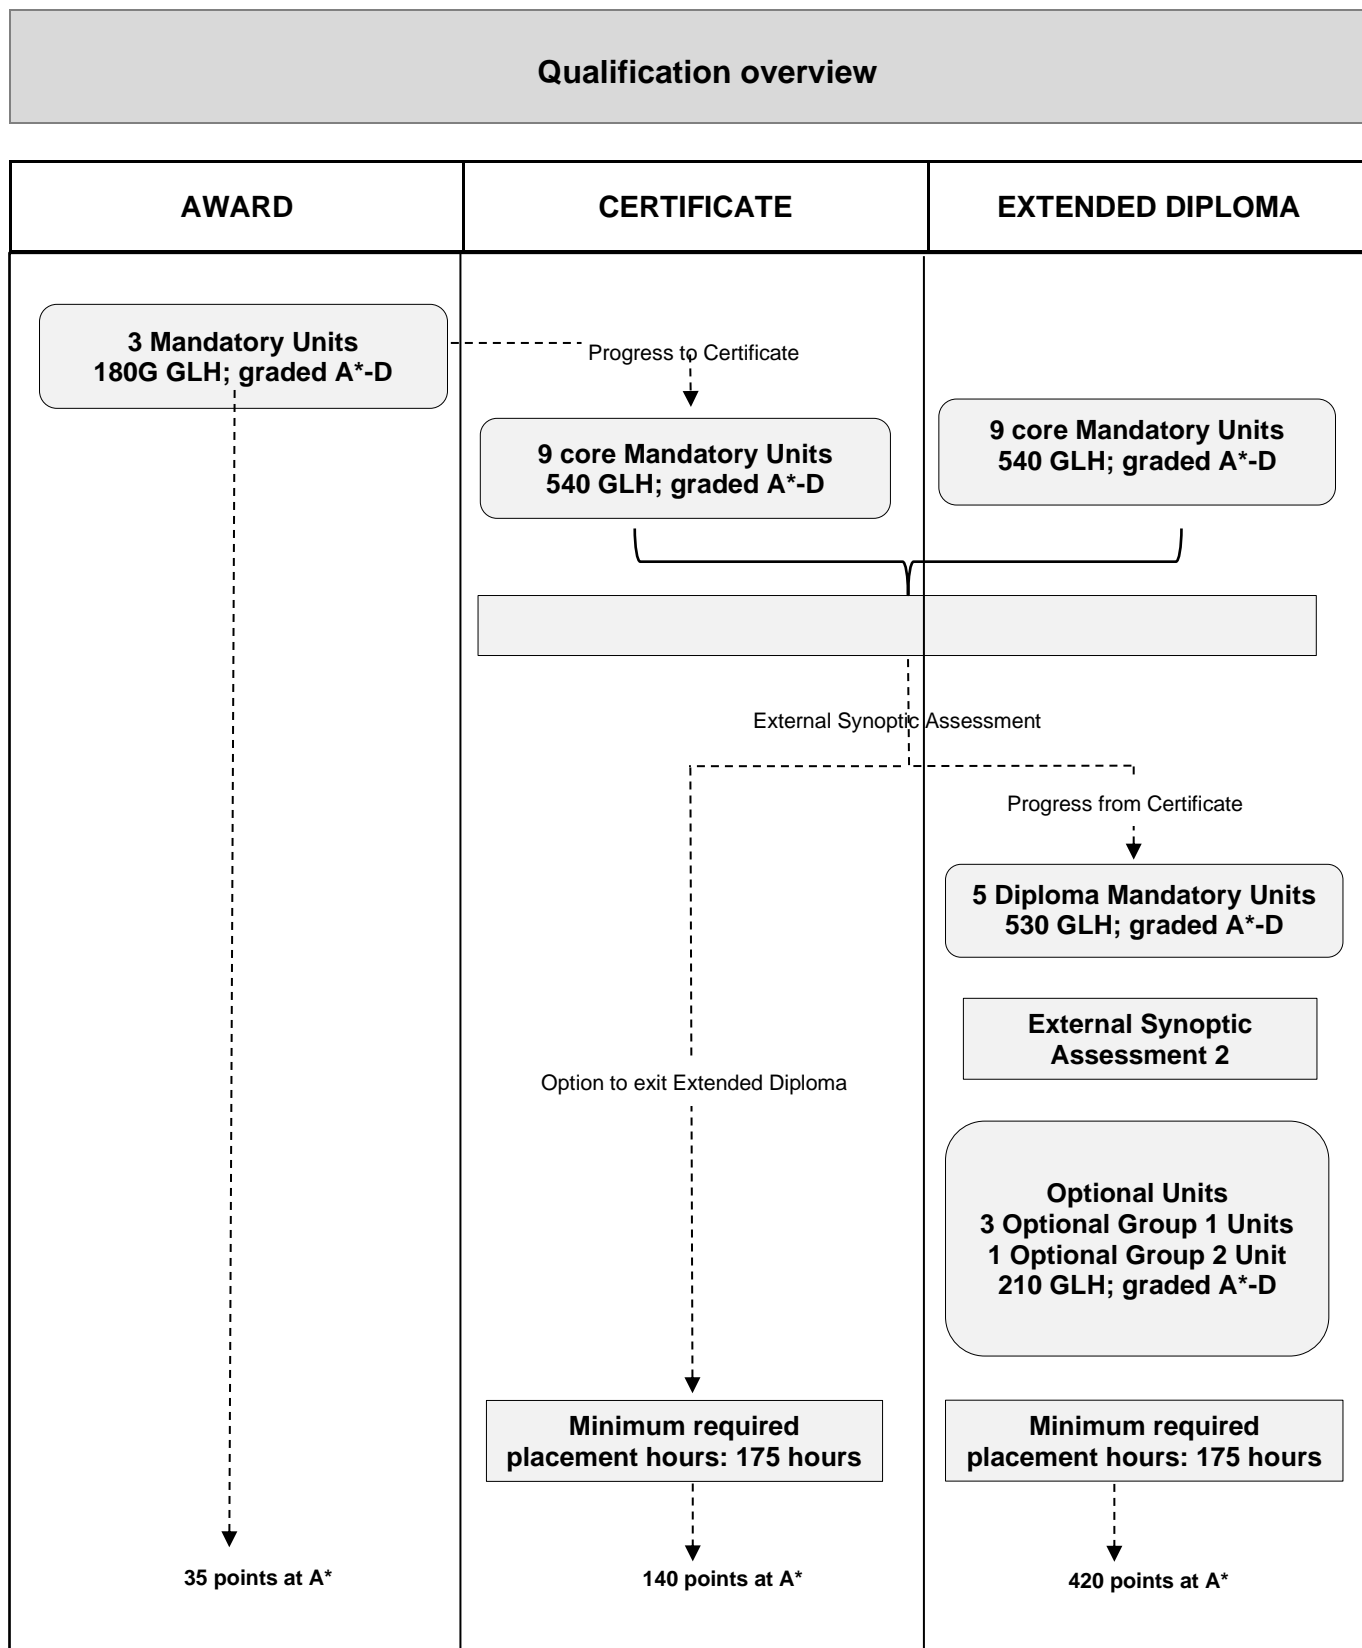 Qualification overview
AWARD
CERTIFICATE
EXTENDED DIPLOMA
3 Mandatory Units
180G GLH; graded A*-D
Progress to Certificate
9 core Mandatory Units
540 GLH; graded A*-D
9 core Mandatory Units
540 GLH; graded A*-D
External Synoptic Assessment
Progress from Certificate
5 Diploma Mandatory Units
530 GLH; graded A*-D
External Synoptic
Assessment 2
Option to exit Extended Diploma
Optional Units
3 Optional Group 1 Units
1 Optional Group 2 Unit
210 GLH; graded A*-D
Minimum required
placement hours: 175 hours
Minimum required
placement hours: 175 hours
35 points at A*
140 points at A*
420 points at A*